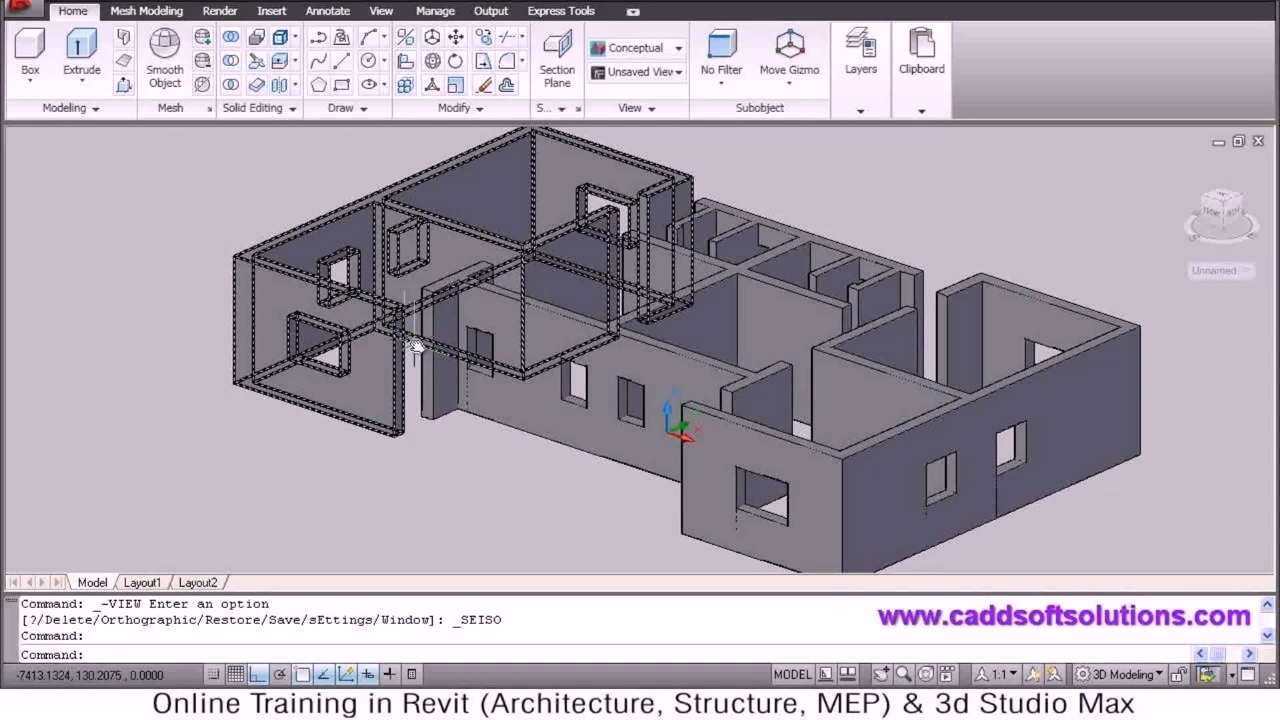 Home Mesh Modeling Render Insert Annotate View Manage Output Express Tools
Box
Extrude
Smooth Object
Section Plane
Conceptual
Unsaved View
No Filter
Move Gizmo
Layers
Clipboard
Modeling
Mesh
Solid Editing
Draw
Modify
S...
View
Subobject
Unnamed
Model Layout1 Layout2
Command: _-VIEW Enter an option
[?/Delete/Orthographic/Restore/Save/sEttings/Window]: _SEISO
Command:
Command:
www.caddsoftsolutions.com
-7413.1324, 130.2075, 0.0000
MODEL
1:1
3D Modeling
Online Training in Revit (Architecture, Structure, MEP) & 3d Studio Max